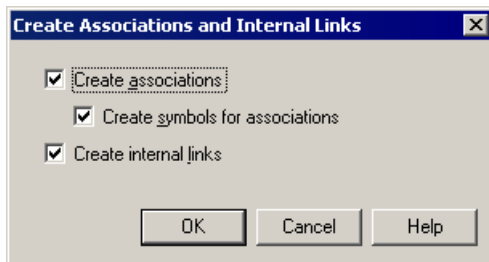 Create Associations and Internal Links
Create associations
Create symbols for associations
Create internal links
OK Cancel Help